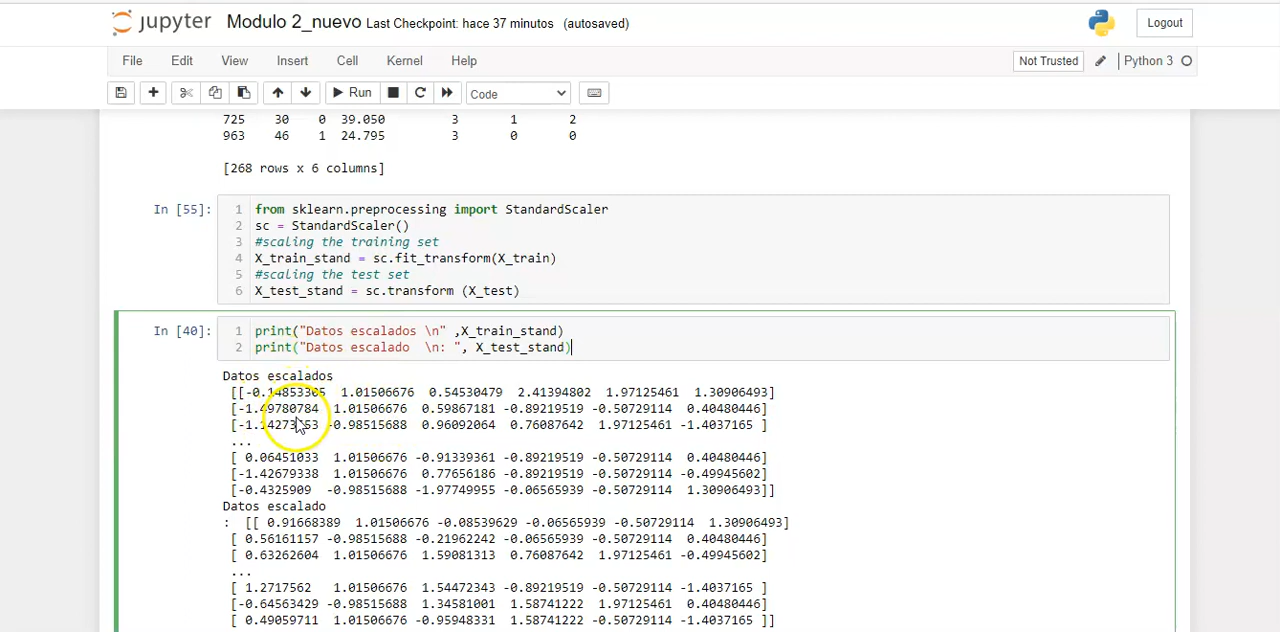 jupyter Modulo 2_nuevo Last Checkpoint: hace 37 minutos (autosaved) Logout
File Edit View Insert Cell Kernel Help Not Trusted Python 3
Run Code
725 30 0 39.050 3 1 2
963 46 1 24.795 3 0 0
[268 rows x 6 columns]
In [55]: 1 from sklearn.preprocessing import StandardScaler
2 sc = StandardScaler()
3 #scaling the training set
4 X_train_stand = sc.fit_transform(X_train)
5 #scaling the test set
6 X_test_stand = sc.transform (X_test)
In [40]: 1 print("Datos escalados \n" ,X_train_stand)
2 print("Datos escalado \n: ", X_test_stand)
Datos escalados
[[-0.14853305 1.01506676 0.54530479 2.41394802 1.97125461 1.30906493]
[-1.49780784 1.01506676 0.59867181 -0.89219519 -0.50729114 0.40480446]
-0.98515688 0.96092064 0.76087642 1.97125461 -1.4037165 ]
...
[ 0.06451033 1.01506676 -0.91339361 -0.89219519 -0.50729114 0.40480446]
[-1.42679338 1.01506676 0.77656186 -0.89219519 -0.50729114 -0.49945602]
[-0.4325909 -0.98515688 -1.97749955 -0.06565939 -0.50729114 1.30906493]]
Datos escalado
: [[ 0.91668389 1.01506676 -0.08539629 -0.06565939 -0.50729114 1.30906493]
[ 0.56161157 -0.98515688 -0.21962242 -0.06565939 -0.50729114 0.40480446]
[ 0.63262604 1.01506676 1.59081313 0.76087642 1.97125461 -0.49945602]
...
[ 1.2717562 1.01506676 1.54472343 -0.89219519 -0.50729114 -1.4037165 ]
[-0.64563429 -0.98515688 1.34581001 1.58741222 1.97125461 0.40480446]
[ 0.49059711 1.01506676 -0.95948331 1.58741222 -0.50729114 -1.4037165 ]]